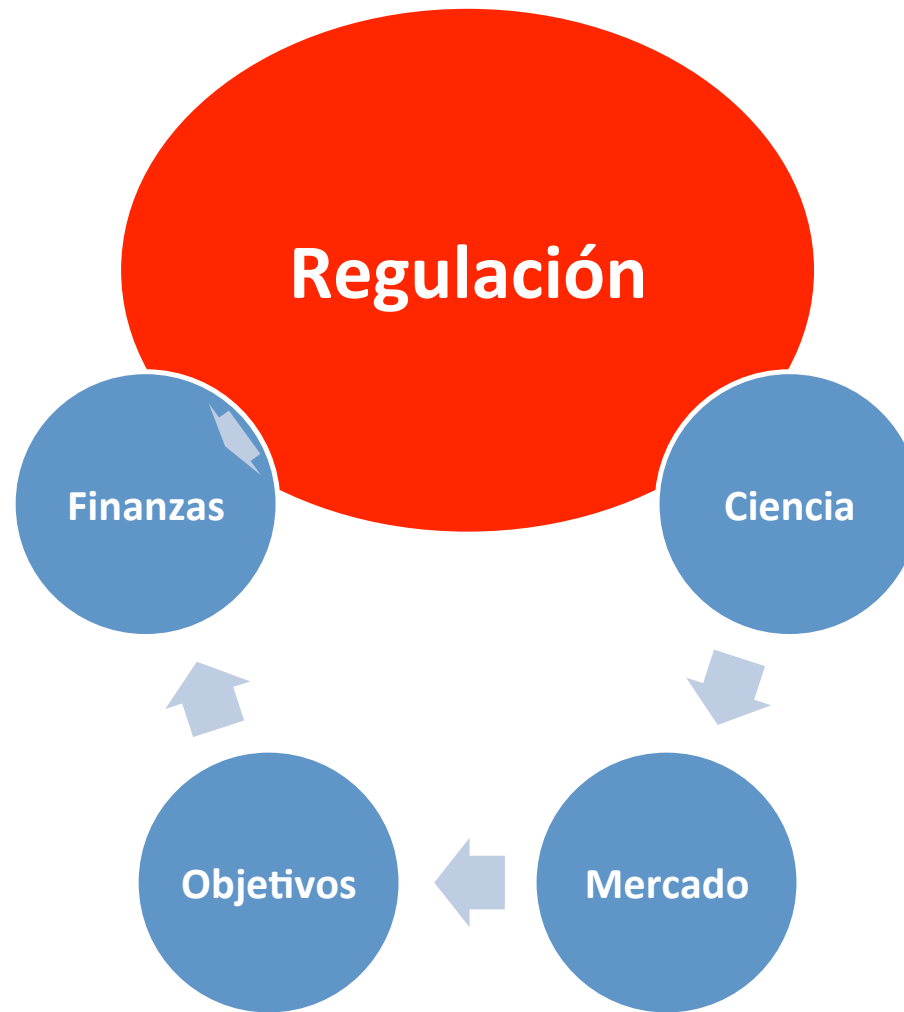 Regulación
Finanzas
Ciencia
Objetivos
Mercado